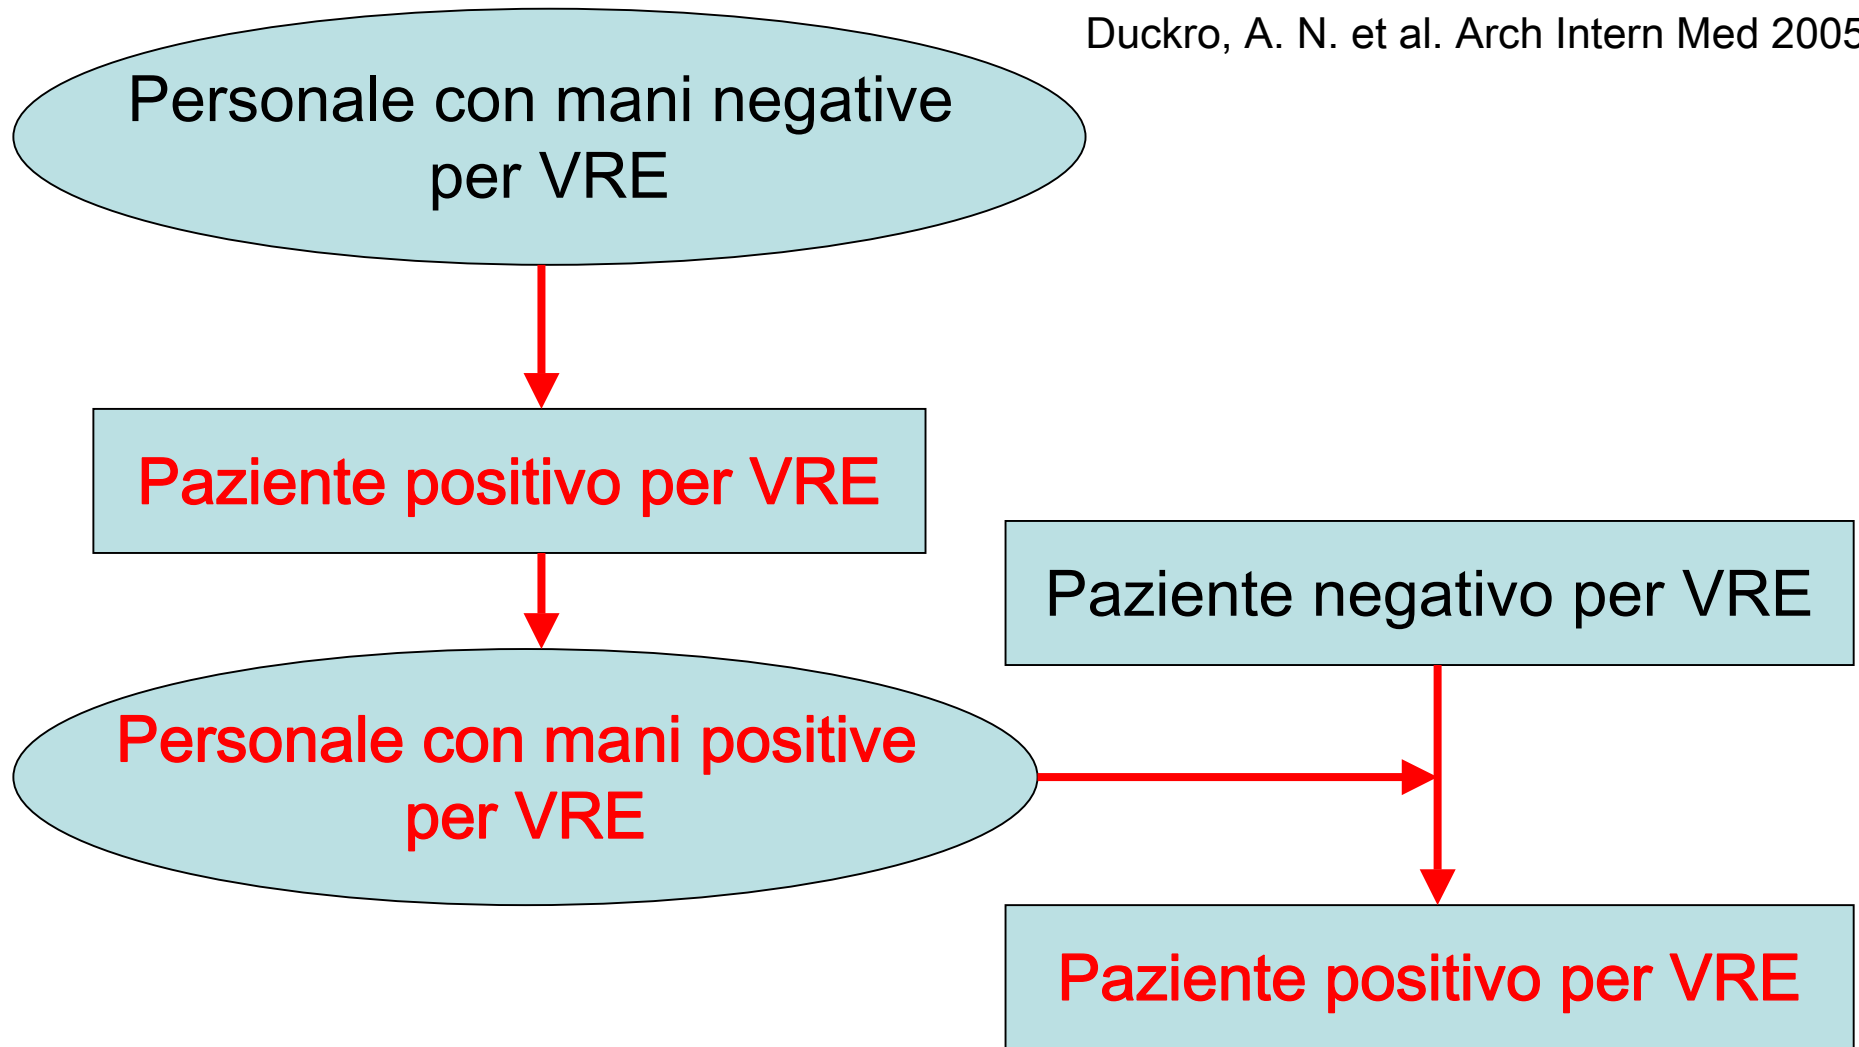 Duckro, A. N. et al. Arch Intern Med 2005
Personale con mani negative
per VRE
Paziente positivo per VRE
Paziente negativo per VRE
Personale con mani positive
per VRE
Paziente positivo per VRE